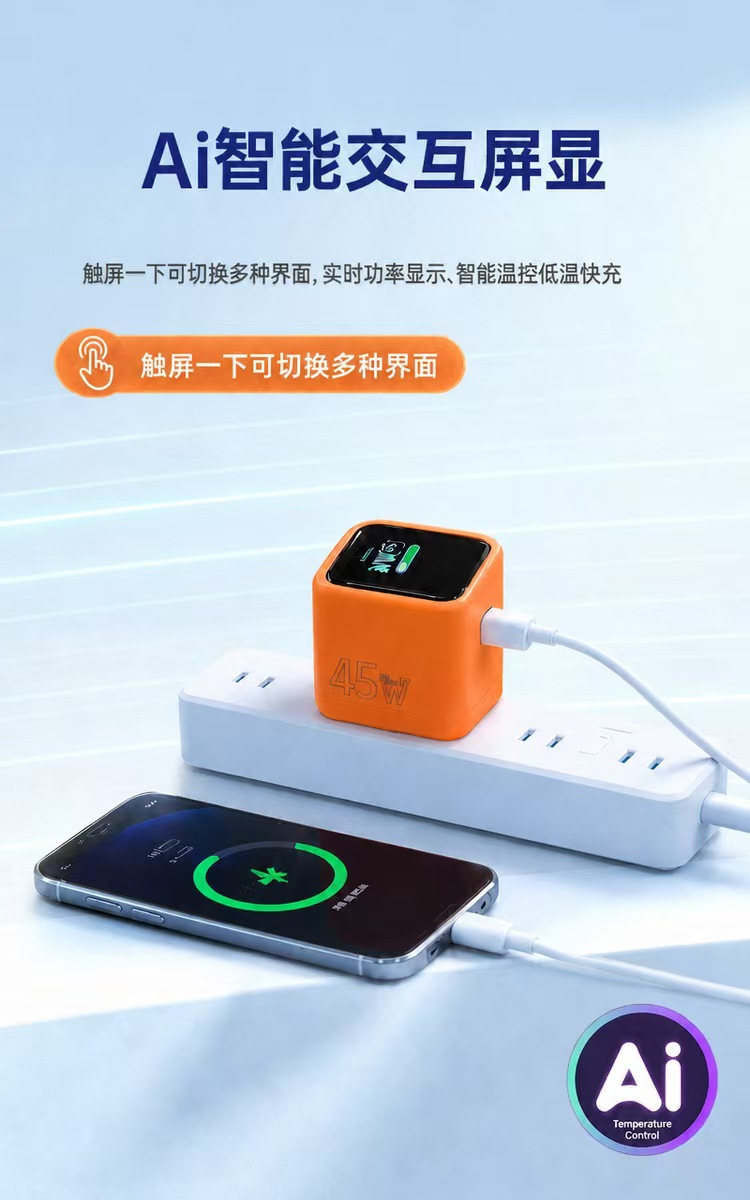 Ai智能交互屏显
触屏一下可切换多种界面,实时功率显示、智能温控低温快充
触屏一下可切换多种界面
45W
Ai
Temperature
Control